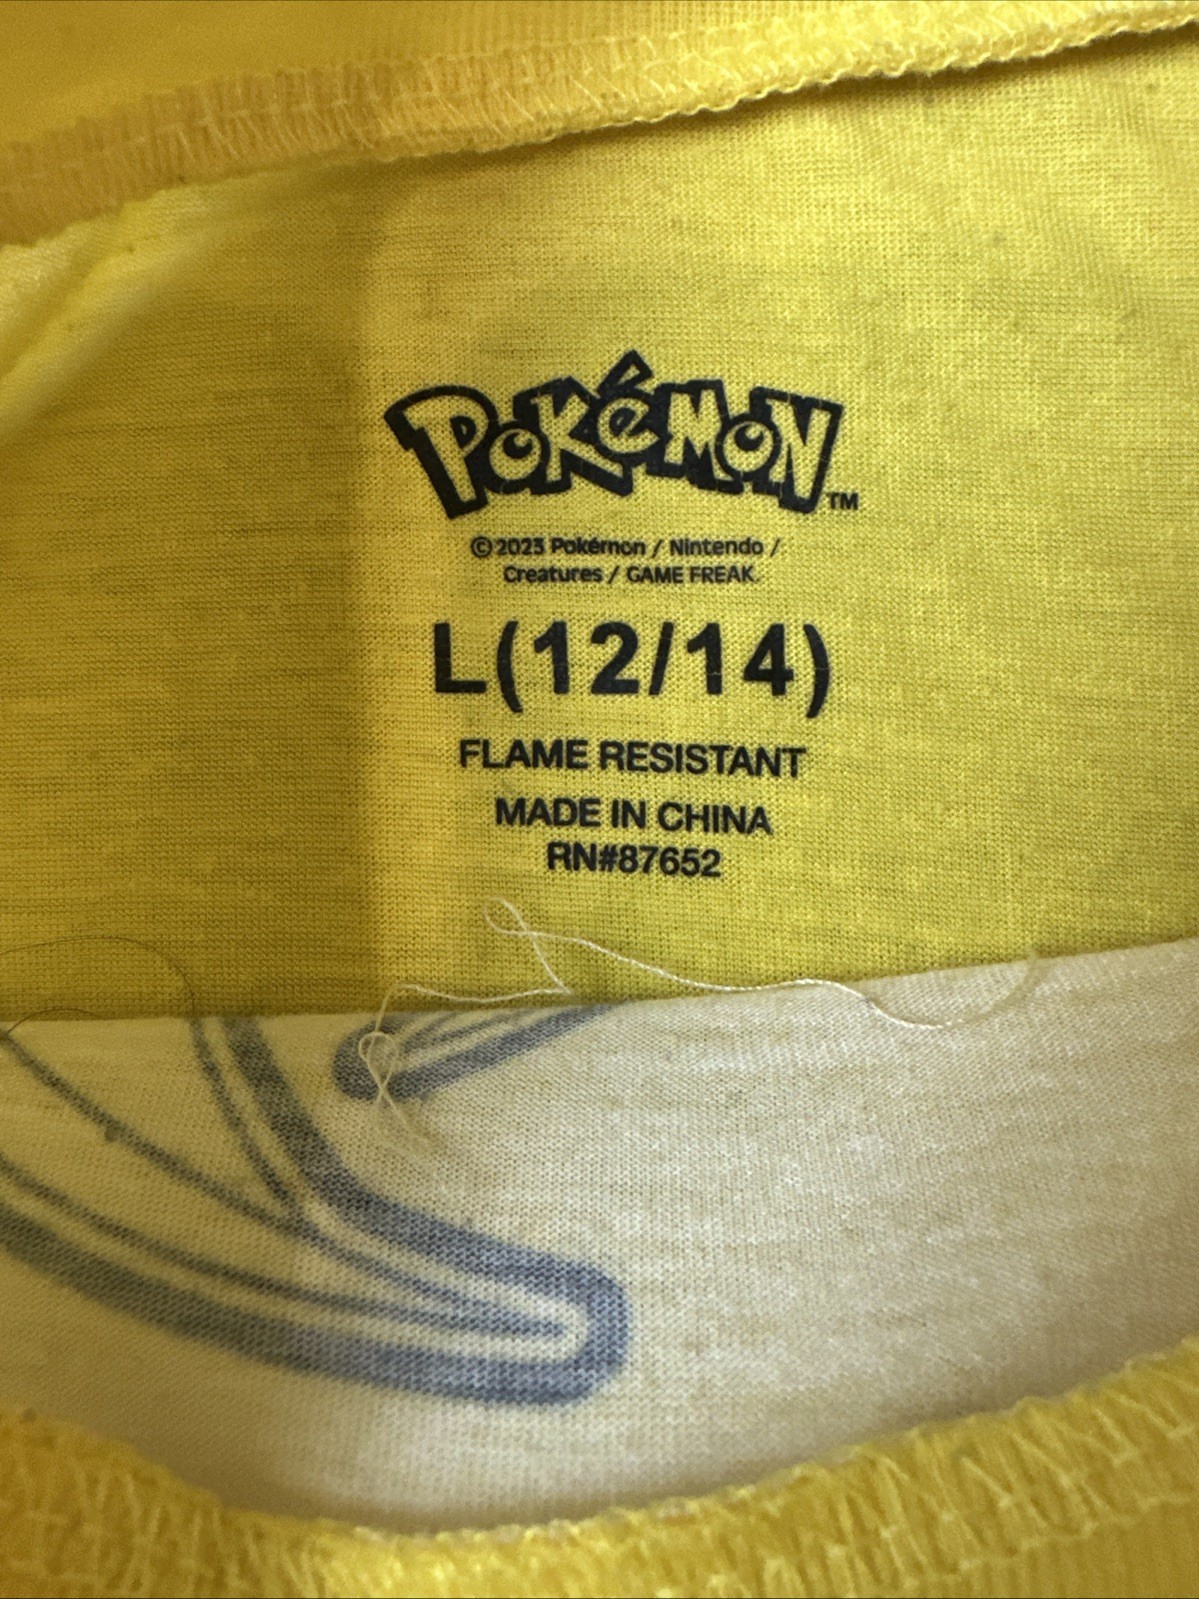 POKéMON™
©2023 Pokémon / Nintendo /
Creatures / GAME FREAK.
L(12/14)
FLAME RESISTANT
MADE IN CHINA
RN#87652